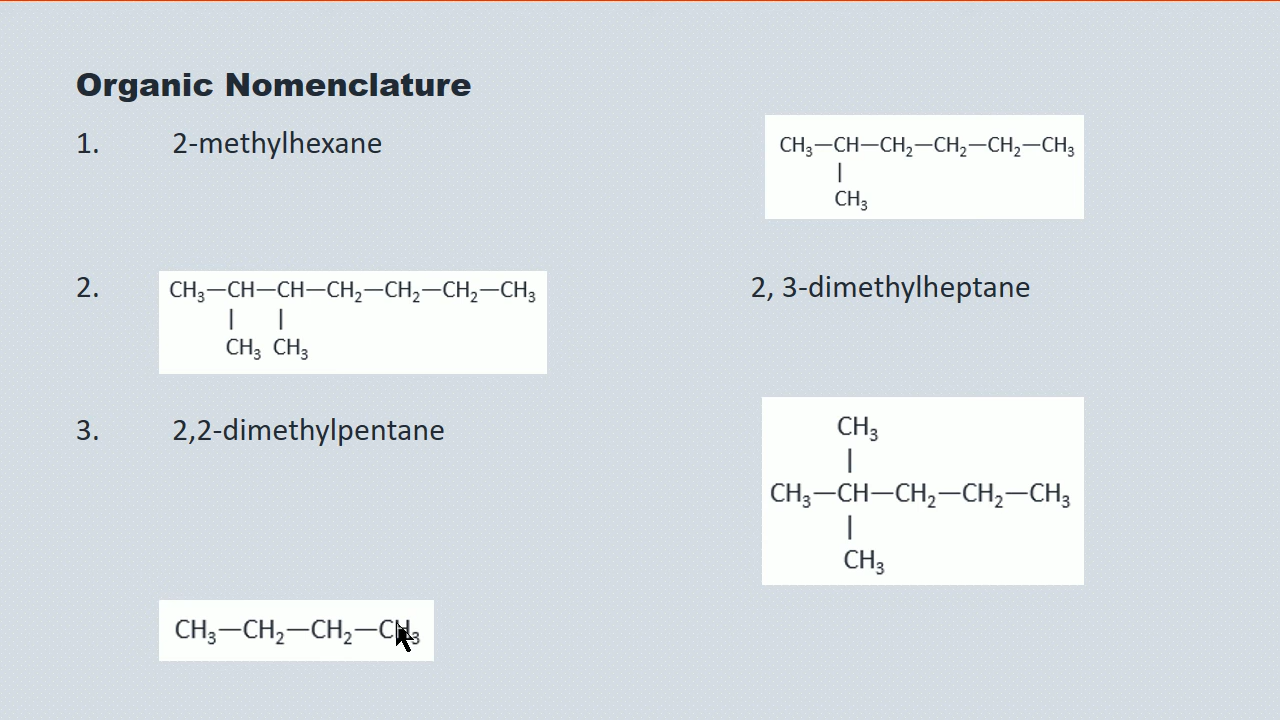 Organic Nomenclature
1. 2-methylhexane
CH₃—CH—CH₂—CH₂—CH₂—CH₃
|
CH₃
2.
CH₃—CH—CH—CH₂—CH₂—CH₂—CH₃
| |
CH₃ CH₃
2, 3-dimethylheptane
3. 2,2-dimethylpentane
CH₃
|
CH₃—CH—CH₂—CH₂—CH₃
|
CH₃
CH₃—CH₂—CH₂—CH₃